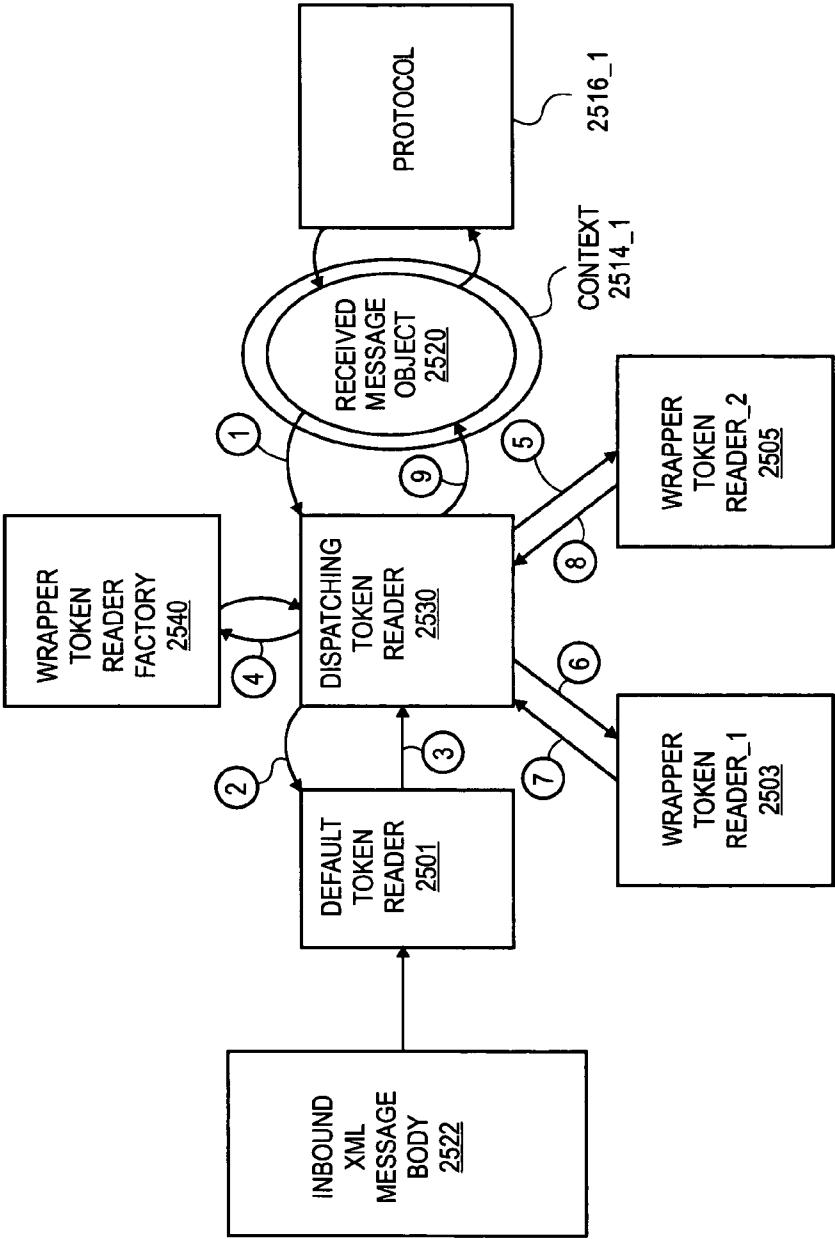 INBOUND
XML
MESSAGE
BODY
2522
DEFAULT
TOKEN
READER
2501
2
3
WRAPPER
TOKEN
READER
FACTORY
2540
4
DISPATCHING
TOKEN
READER
2530
1
9
RECEIVED
MESSAGE
OBJECT
2520
CONTEXT
2514_1
PROTOCOL
2516_1
7
6
WRAPPER
TOKEN
READER_1
2503
8
5
WRAPPER
TOKEN
READER_2
2505